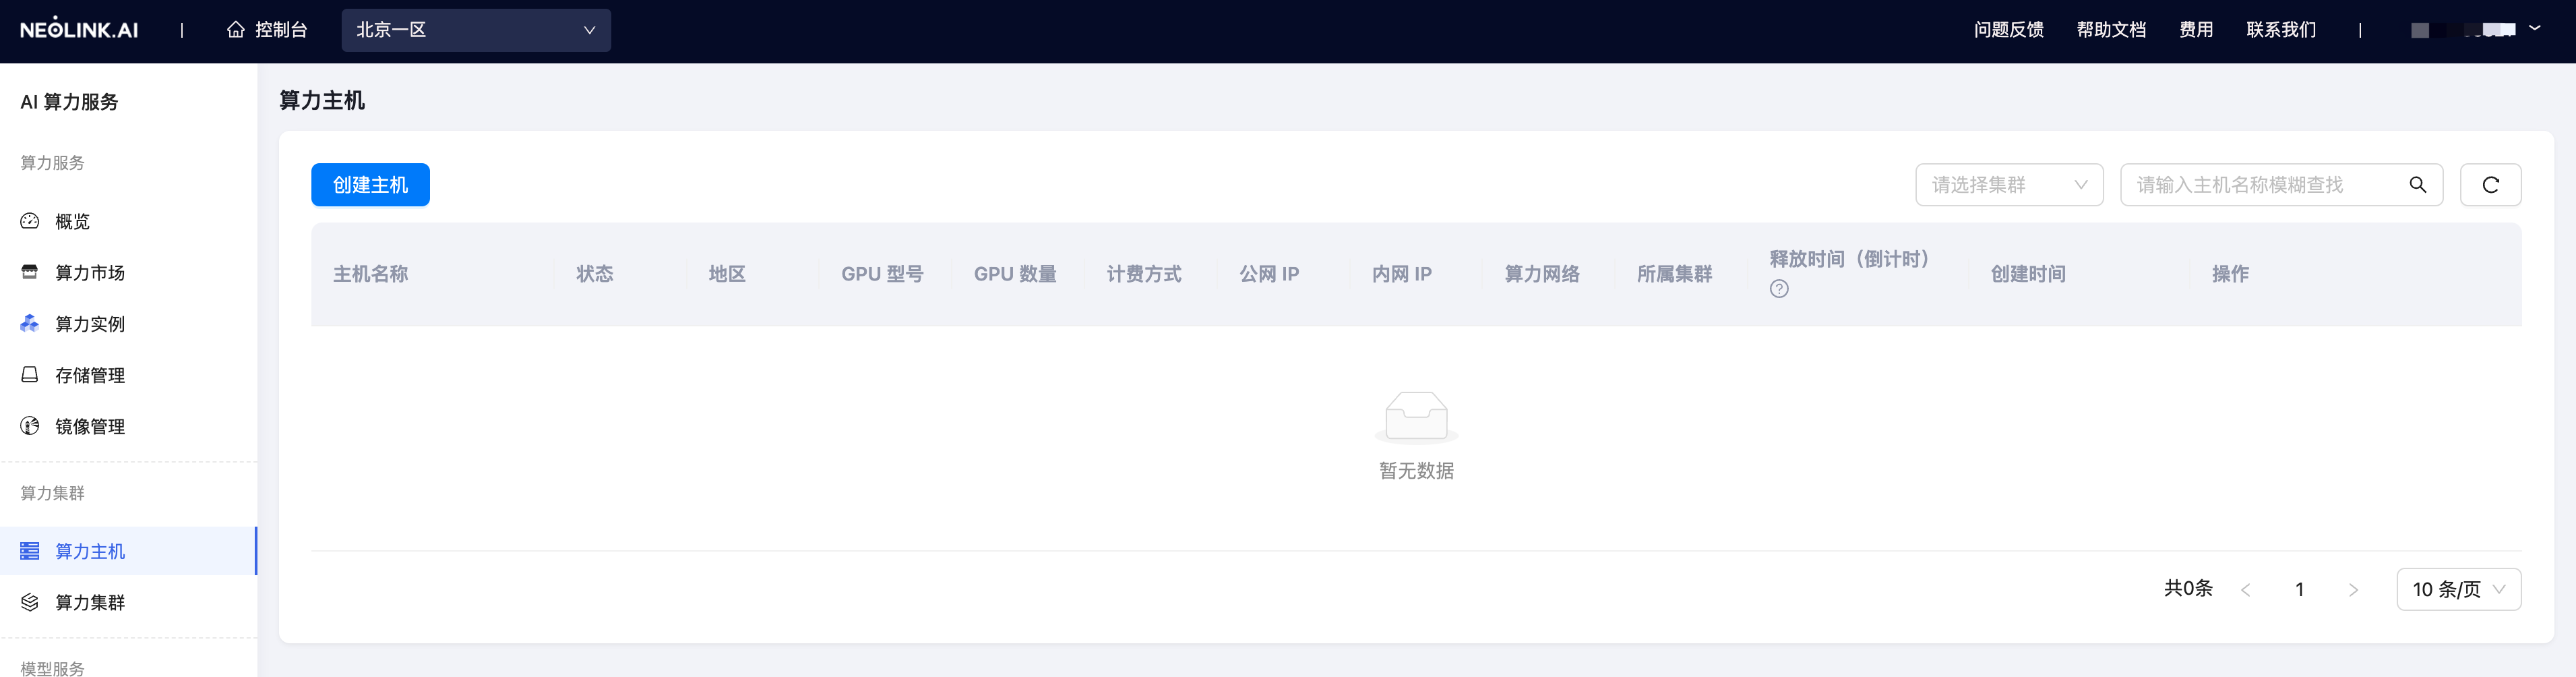 NEOLINK.AI | 控制台 北京一区 问题反馈 帮助文档 费用 联系我们 |
AI 算力服务
算力服务
概览
算力市场
算力实例
存储管理
镜像管理
算力集群
算力主机
算力集群
模型服务
算力主机
创建主机 请选择集群 请输入主机名称模糊查找
主机名称 状态 地区 GPU 型号 GPU 数量 计费方式 公网 IP 内网 IP 算力网络 所属集群 释放时间（倒计时） 创建时间 操作
暂无数据
共0条 < 1 > 10 条/页